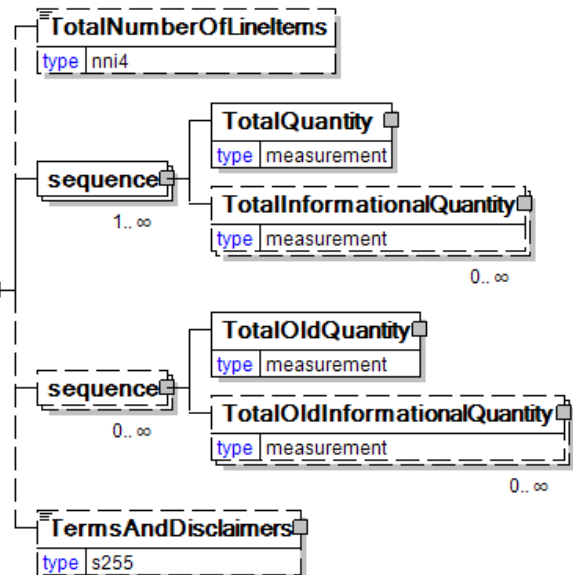 TotalNumberOfLineItems
type nni4
TotalQuantity
type measurement
sequence
1.. ∞
TotalInformationalQuantity
type measurement
0.. ∞
TotalOldQuantity
type measurement
sequence
0.. ∞
TotalOldInformationalQuantity
type measurement
0.. ∞
TermsAndDisclaimers
type s255